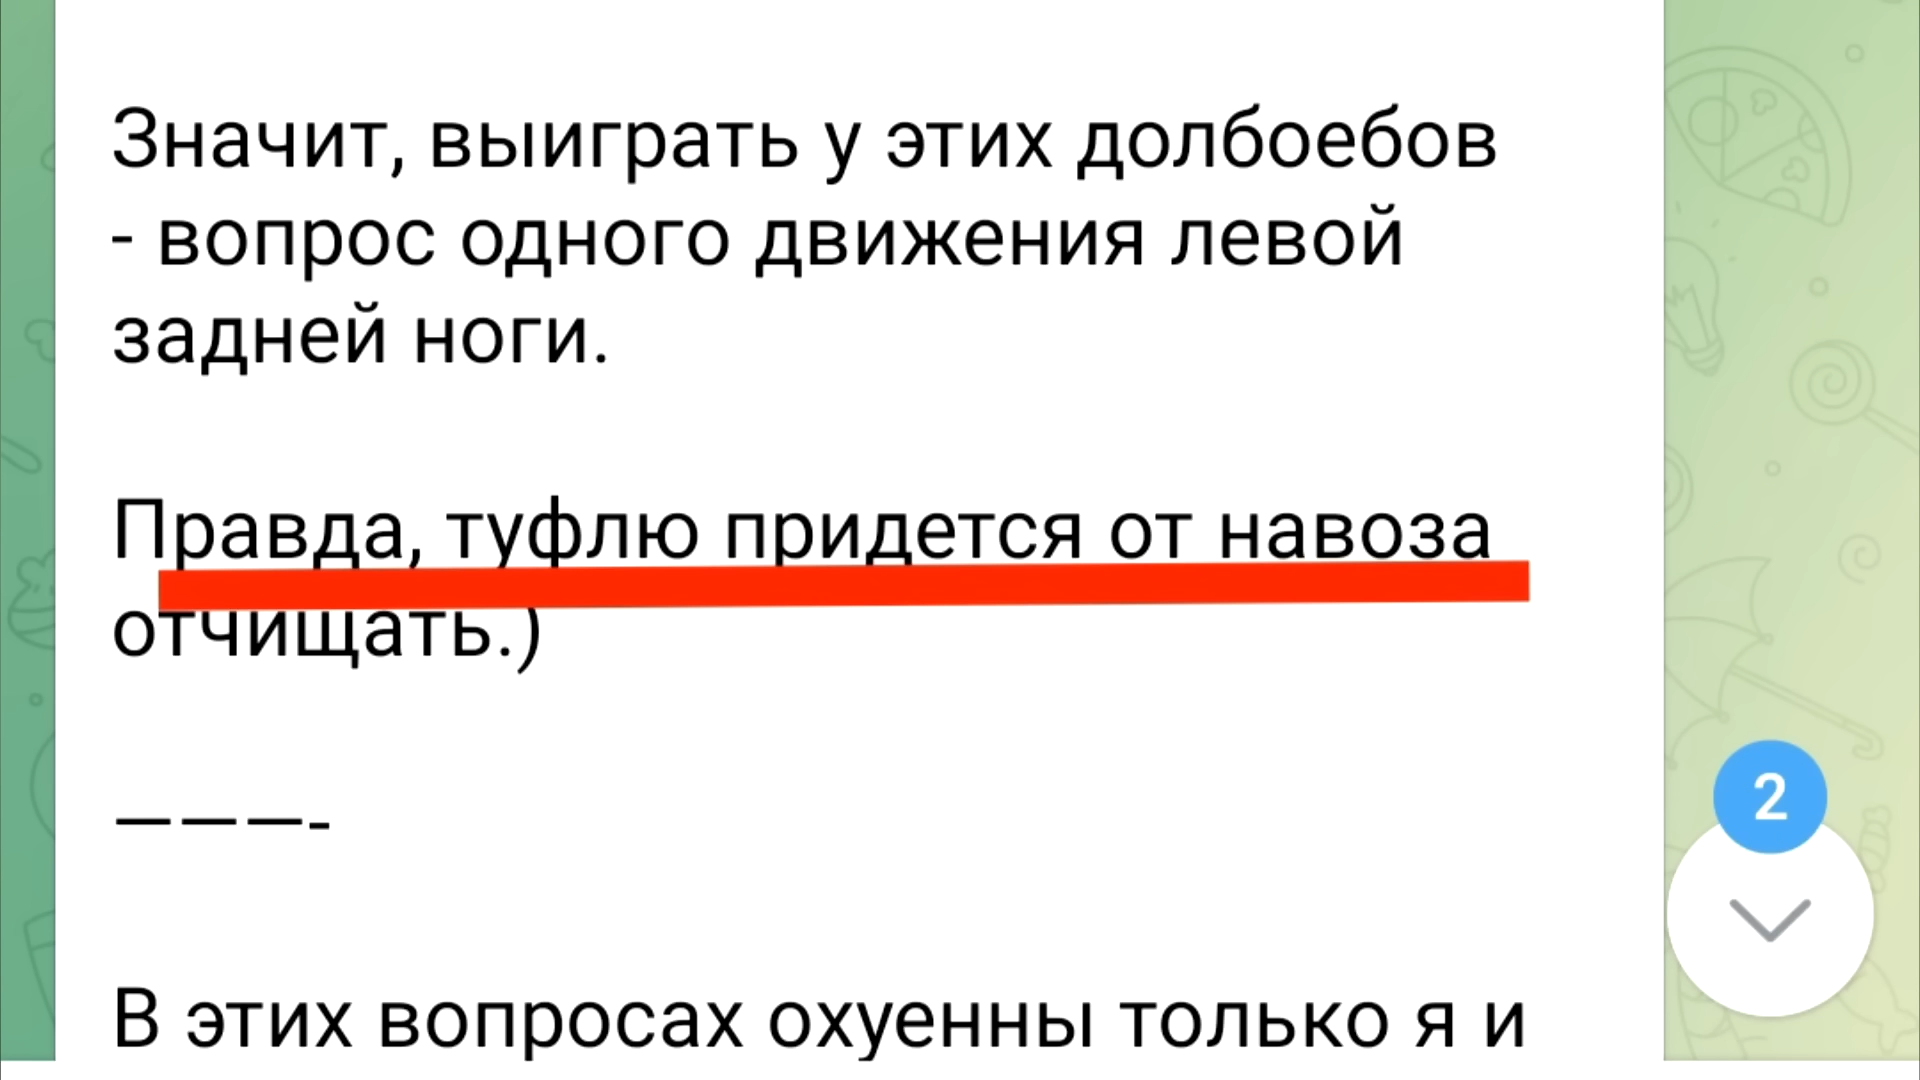 Значит, выиграть у этих долбоебов
- вопрос одного движения левой
задней ноги.
Правда, туфлю придется от навоза
отчищать.)
———-
В этих вопросах охуенны только я и
2